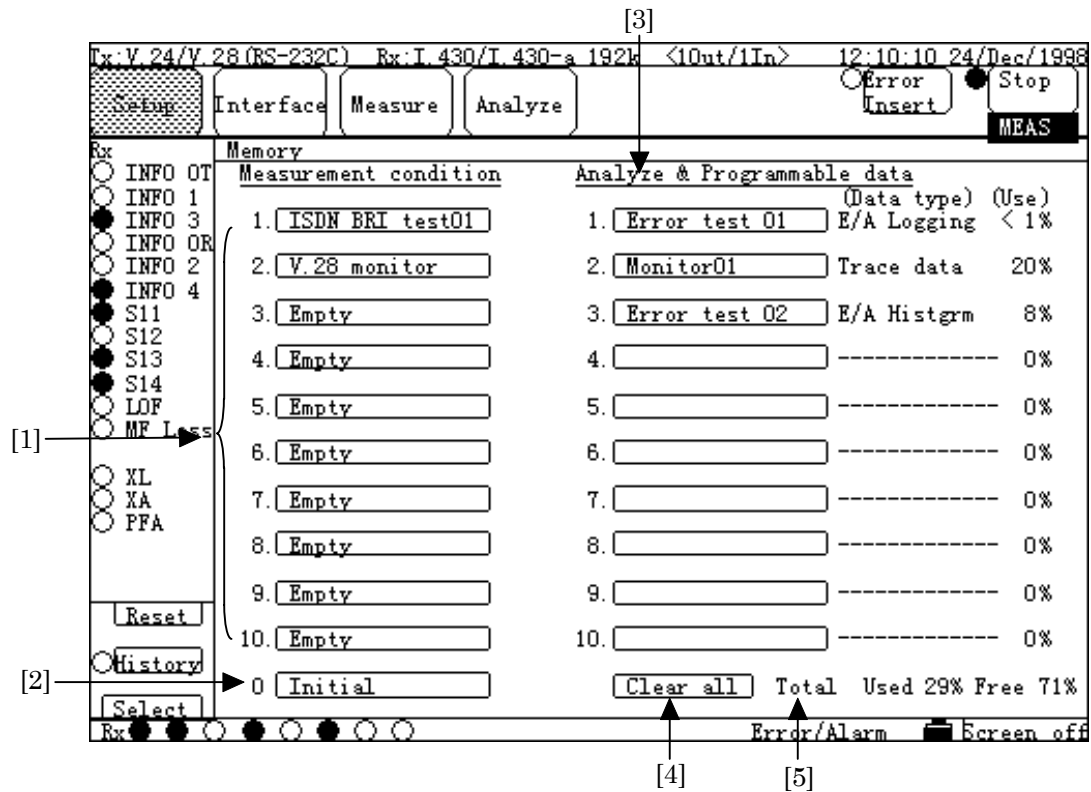 [3]
Tx:V.24/V.28(RS-232C) Rx:I.430/I.430-a 192k <1Out/1In> 12:10:10 24/Dec/1998
Setup Interface Measure Analyze Error Insert Stop
MEAS
Rx
INFO OT
INFO 1
INFO 3
INFO OR
INFO 2
INFO 4
S11
S12
S13
S14
LOF
MF Loss
XL
XA
PFA
Reset
History
Select
Memory
Measurement condition
1. ISDN BRI test01
2. V.28 monitor
3. Empty
4. Empty
5. Empty
6. Empty
7. Empty
8. Empty
9. Empty
10. Empty
0 Initial
Analyze & Programmable data
(Data type) (Use)
1. Error test 01 E/A Logging < 1%
2. Monitor01 Trace data 20%
3. Error test 02 E/A Histgrm 8%
4. ------------ 0%
5. ------------ 0%
6. ------------ 0%
7. ------------ 0%
8. ------------ 0%
9. ------------ 0%
10. ------------ 0%
Clear all Total Used 29% Free 71%
Rx Error/Alarm Screen off
[1]
[2]
[4]
[5]